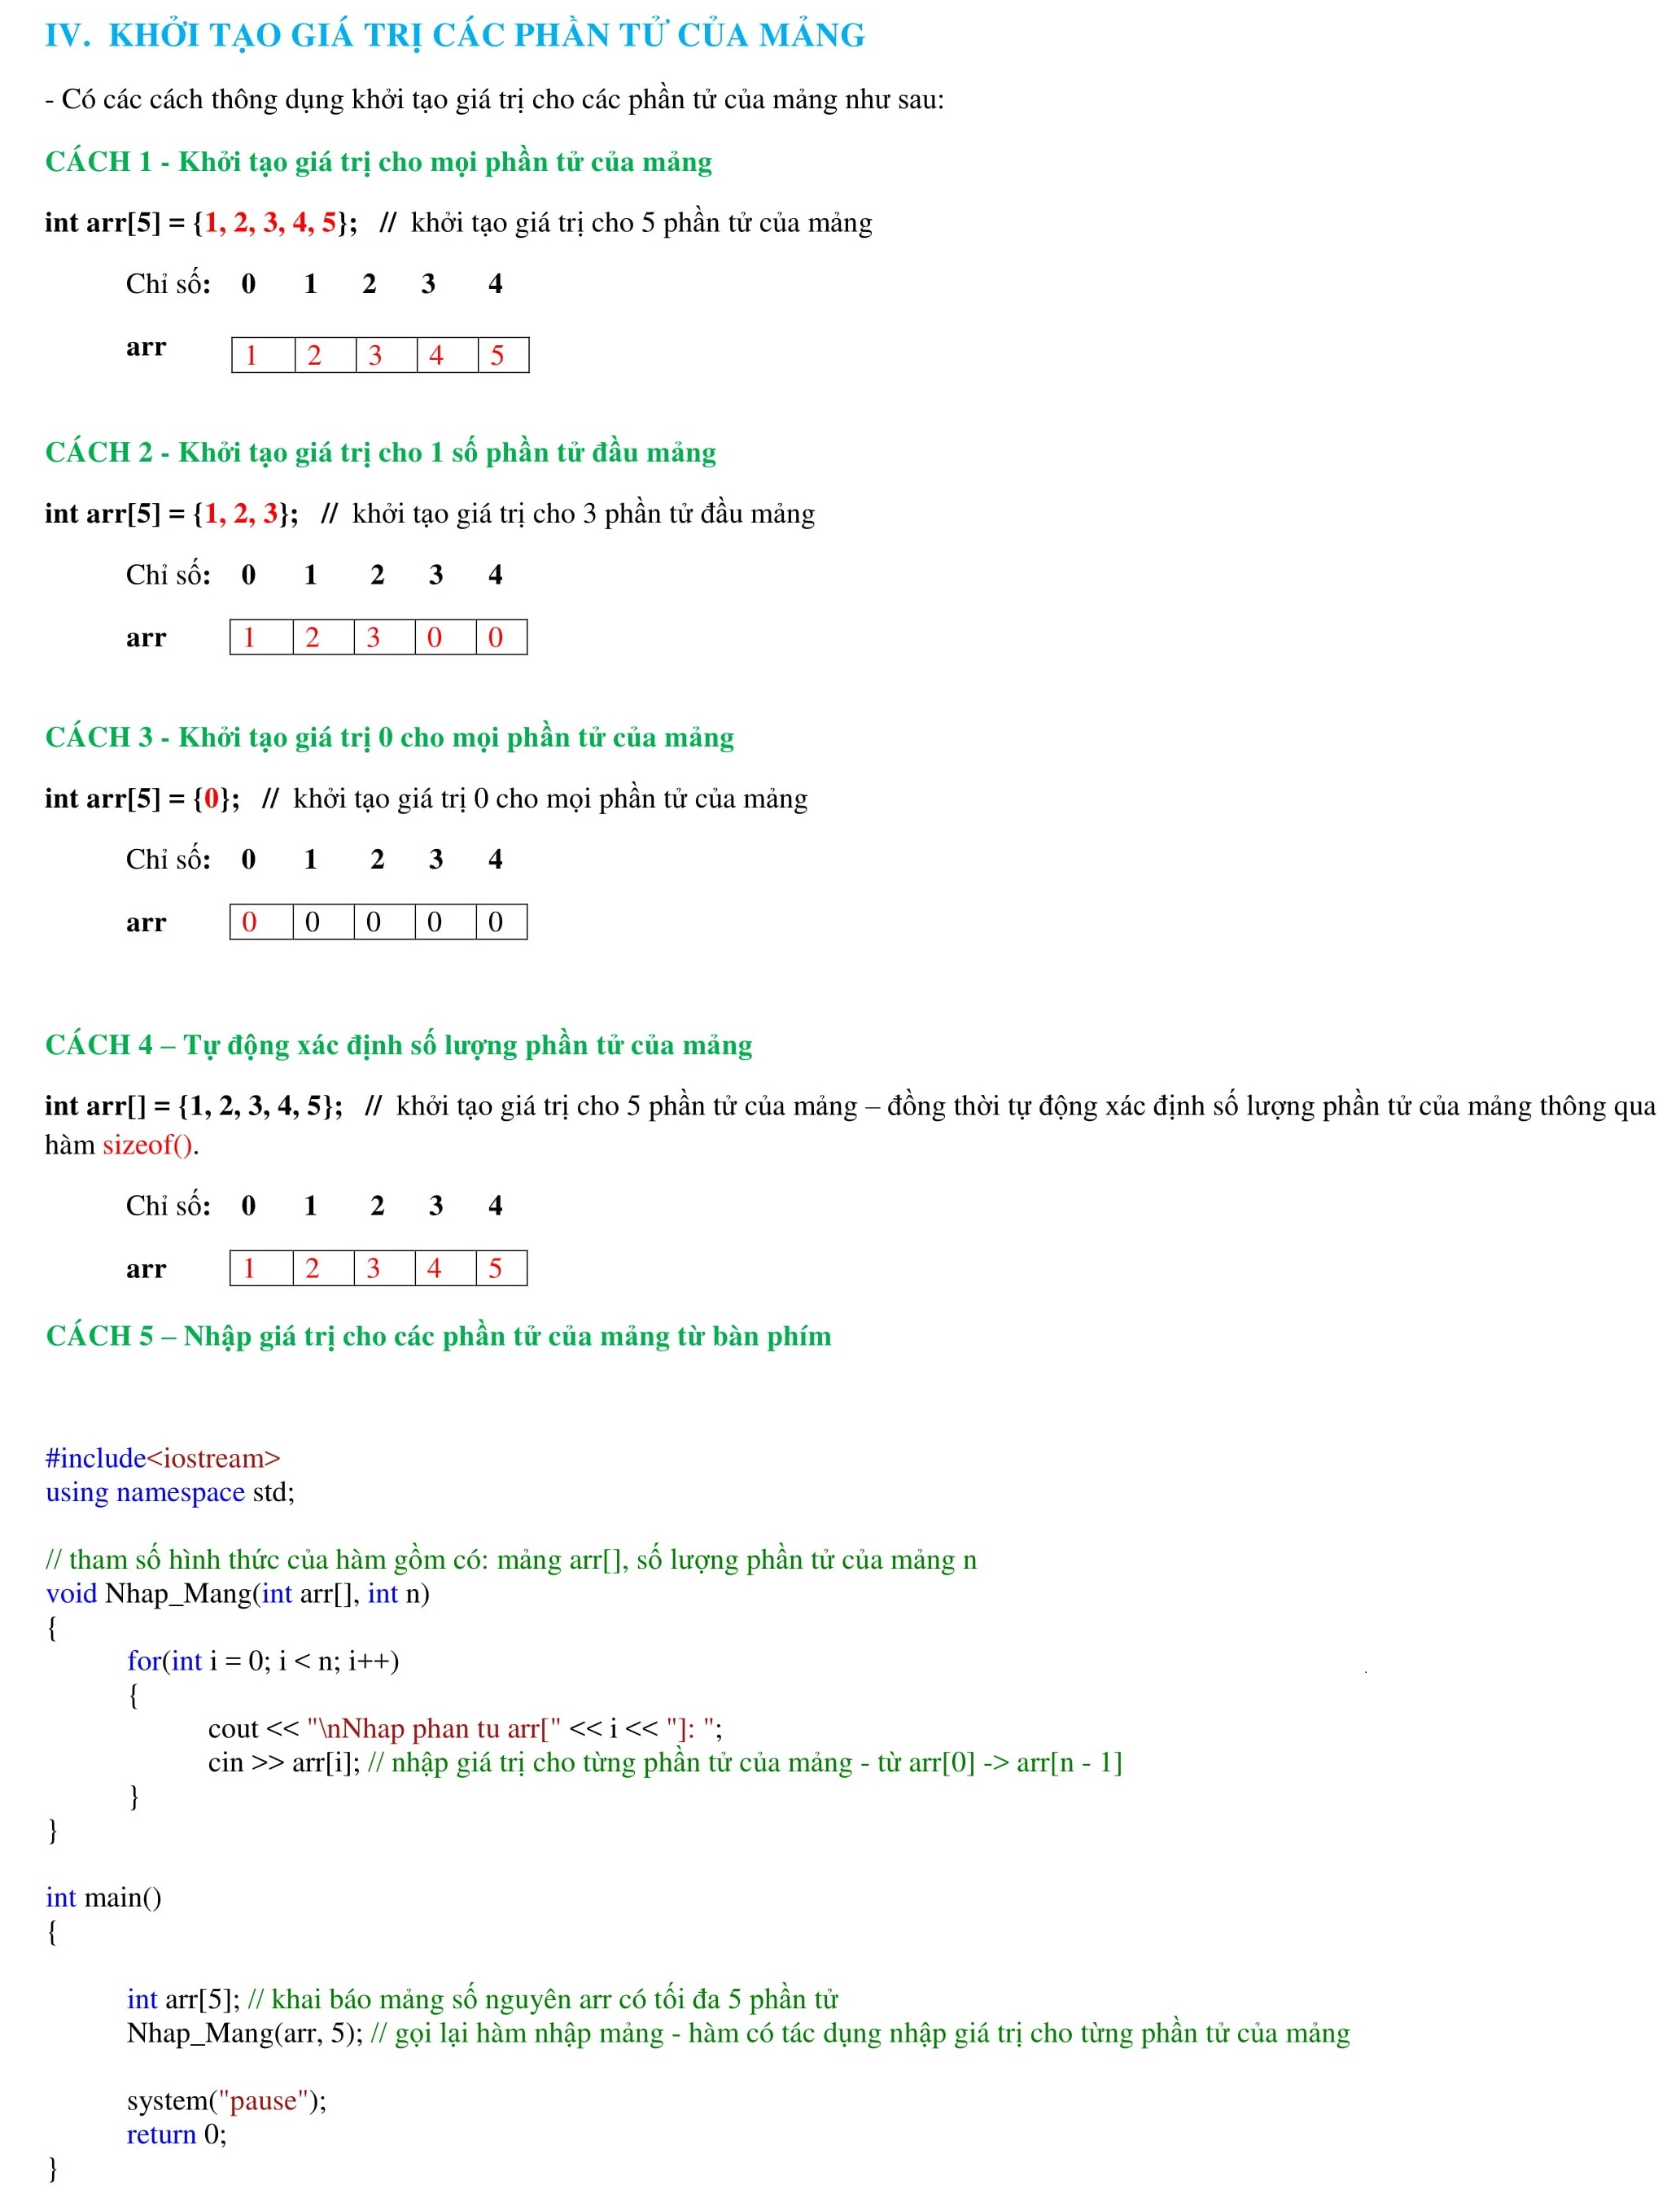 IV. KHỞI TẠO GIÁ TRỊ CÁC PHẦN TỬ CỦA MẢNG
- Có các cách thông dụng khởi tạo giá trị cho các phần tử của mảng như sau:
CÁCH 1 - Khởi tạo giá trị cho mọi phần tử của mảng
int arr[5] = {1, 2, 3, 4, 5}; // khởi tạo giá trị cho 5 phần tử của mảng
Chỉ số: 0 1 2 3 4
arr 1 2 3 4 5
CÁCH 2 - Khởi tạo giá trị cho 1 số phần tử đầu mảng
int arr[5] = {1, 2, 3}; // khởi tạo giá trị cho 3 phần tử đầu mảng
Chỉ số: 0 1 2 3 4
arr 1 2 3 0 0
CÁCH 3 - Khởi tạo giá trị 0 cho mọi phần tử của mảng
int arr[5] = {0}; // khởi tạo giá trị 0 cho mọi phần tử của mảng
Chỉ số: 0 1 2 3 4
arr 0 0 0 0 0
CÁCH 4 – Tự động xác định số lượng phần tử của mảng
int arr[] = {1, 2, 3, 4, 5}; // khởi tạo giá trị cho 5 phần tử của mảng – đồng thời tự động xác định số lượng phần tử của mảng thông qua
hàm sizeof().
Chỉ số: 0 1 2 3 4
arr 1 2 3 4 5
CÁCH 5 – Nhập giá trị cho các phần tử của mảng từ bàn phím
#include<iostream>
using namespace std;
// tham số hình thức của hàm gồm có: mảng arr[], số lượng phần tử của mảng n
void Nhap_Mang(int arr[], int n)
{
for(int i = 0; i < n; i++)
{
cout << "\nNhap phan tu arr[" << i << "]: ";
cin >> arr[i]; // nhập giá trị cho từng phần tử của mảng - từ arr[0] -> arr[n - 1]
}
}
int main()
{
int arr[5]; // khai báo mảng số nguyên arr có tối đa 5 phần tử
Nhap_Mang(arr, 5); // gọi lại hàm nhập mảng - hàm có tác dụng nhập giá trị cho từng phần tử của mảng
system("pause");
return 0;
}